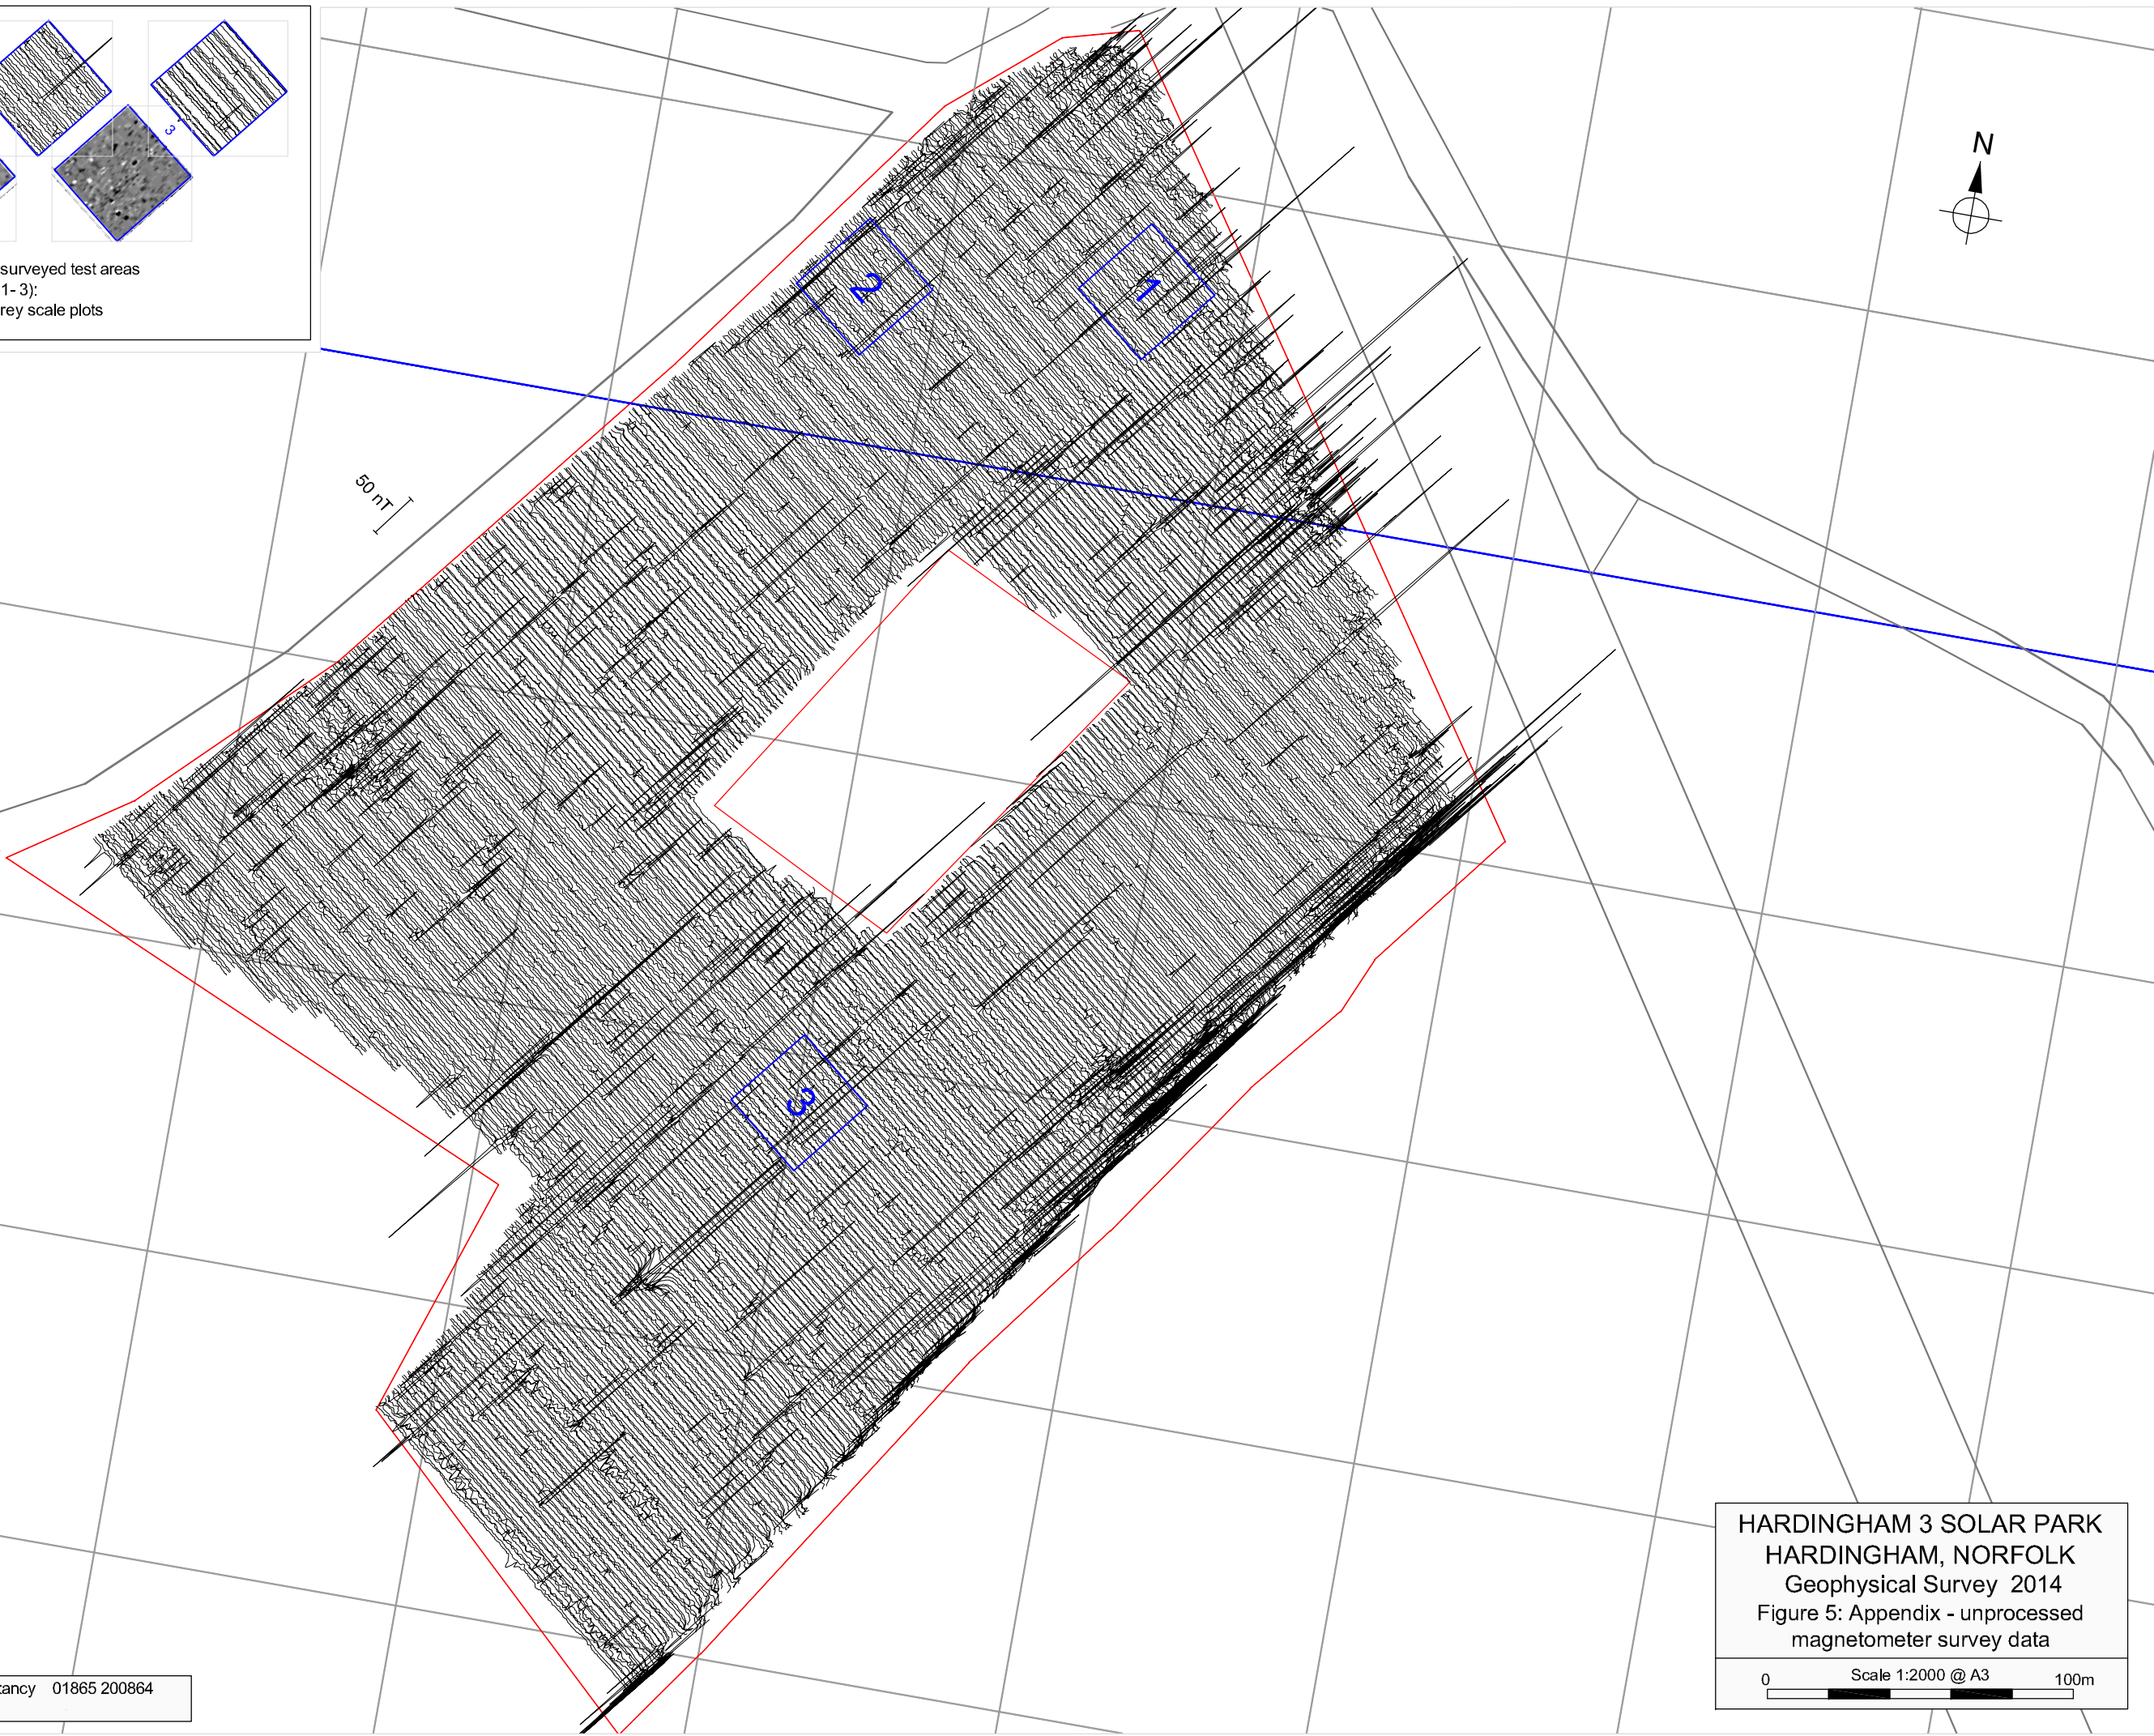 3
surveyed test areas
1- 3):
rey scale plots
N
2
1
50 nT
3
HARDINGHAM 3 SOLAR PARK
HARDINGHAM, NORFOLK
Geophysical Survey 2014
Figure 5: Appendix - unprocessed
magnetometer survey data
Scale 1:2000 @ A3
0 100m
tancy 01865 200864